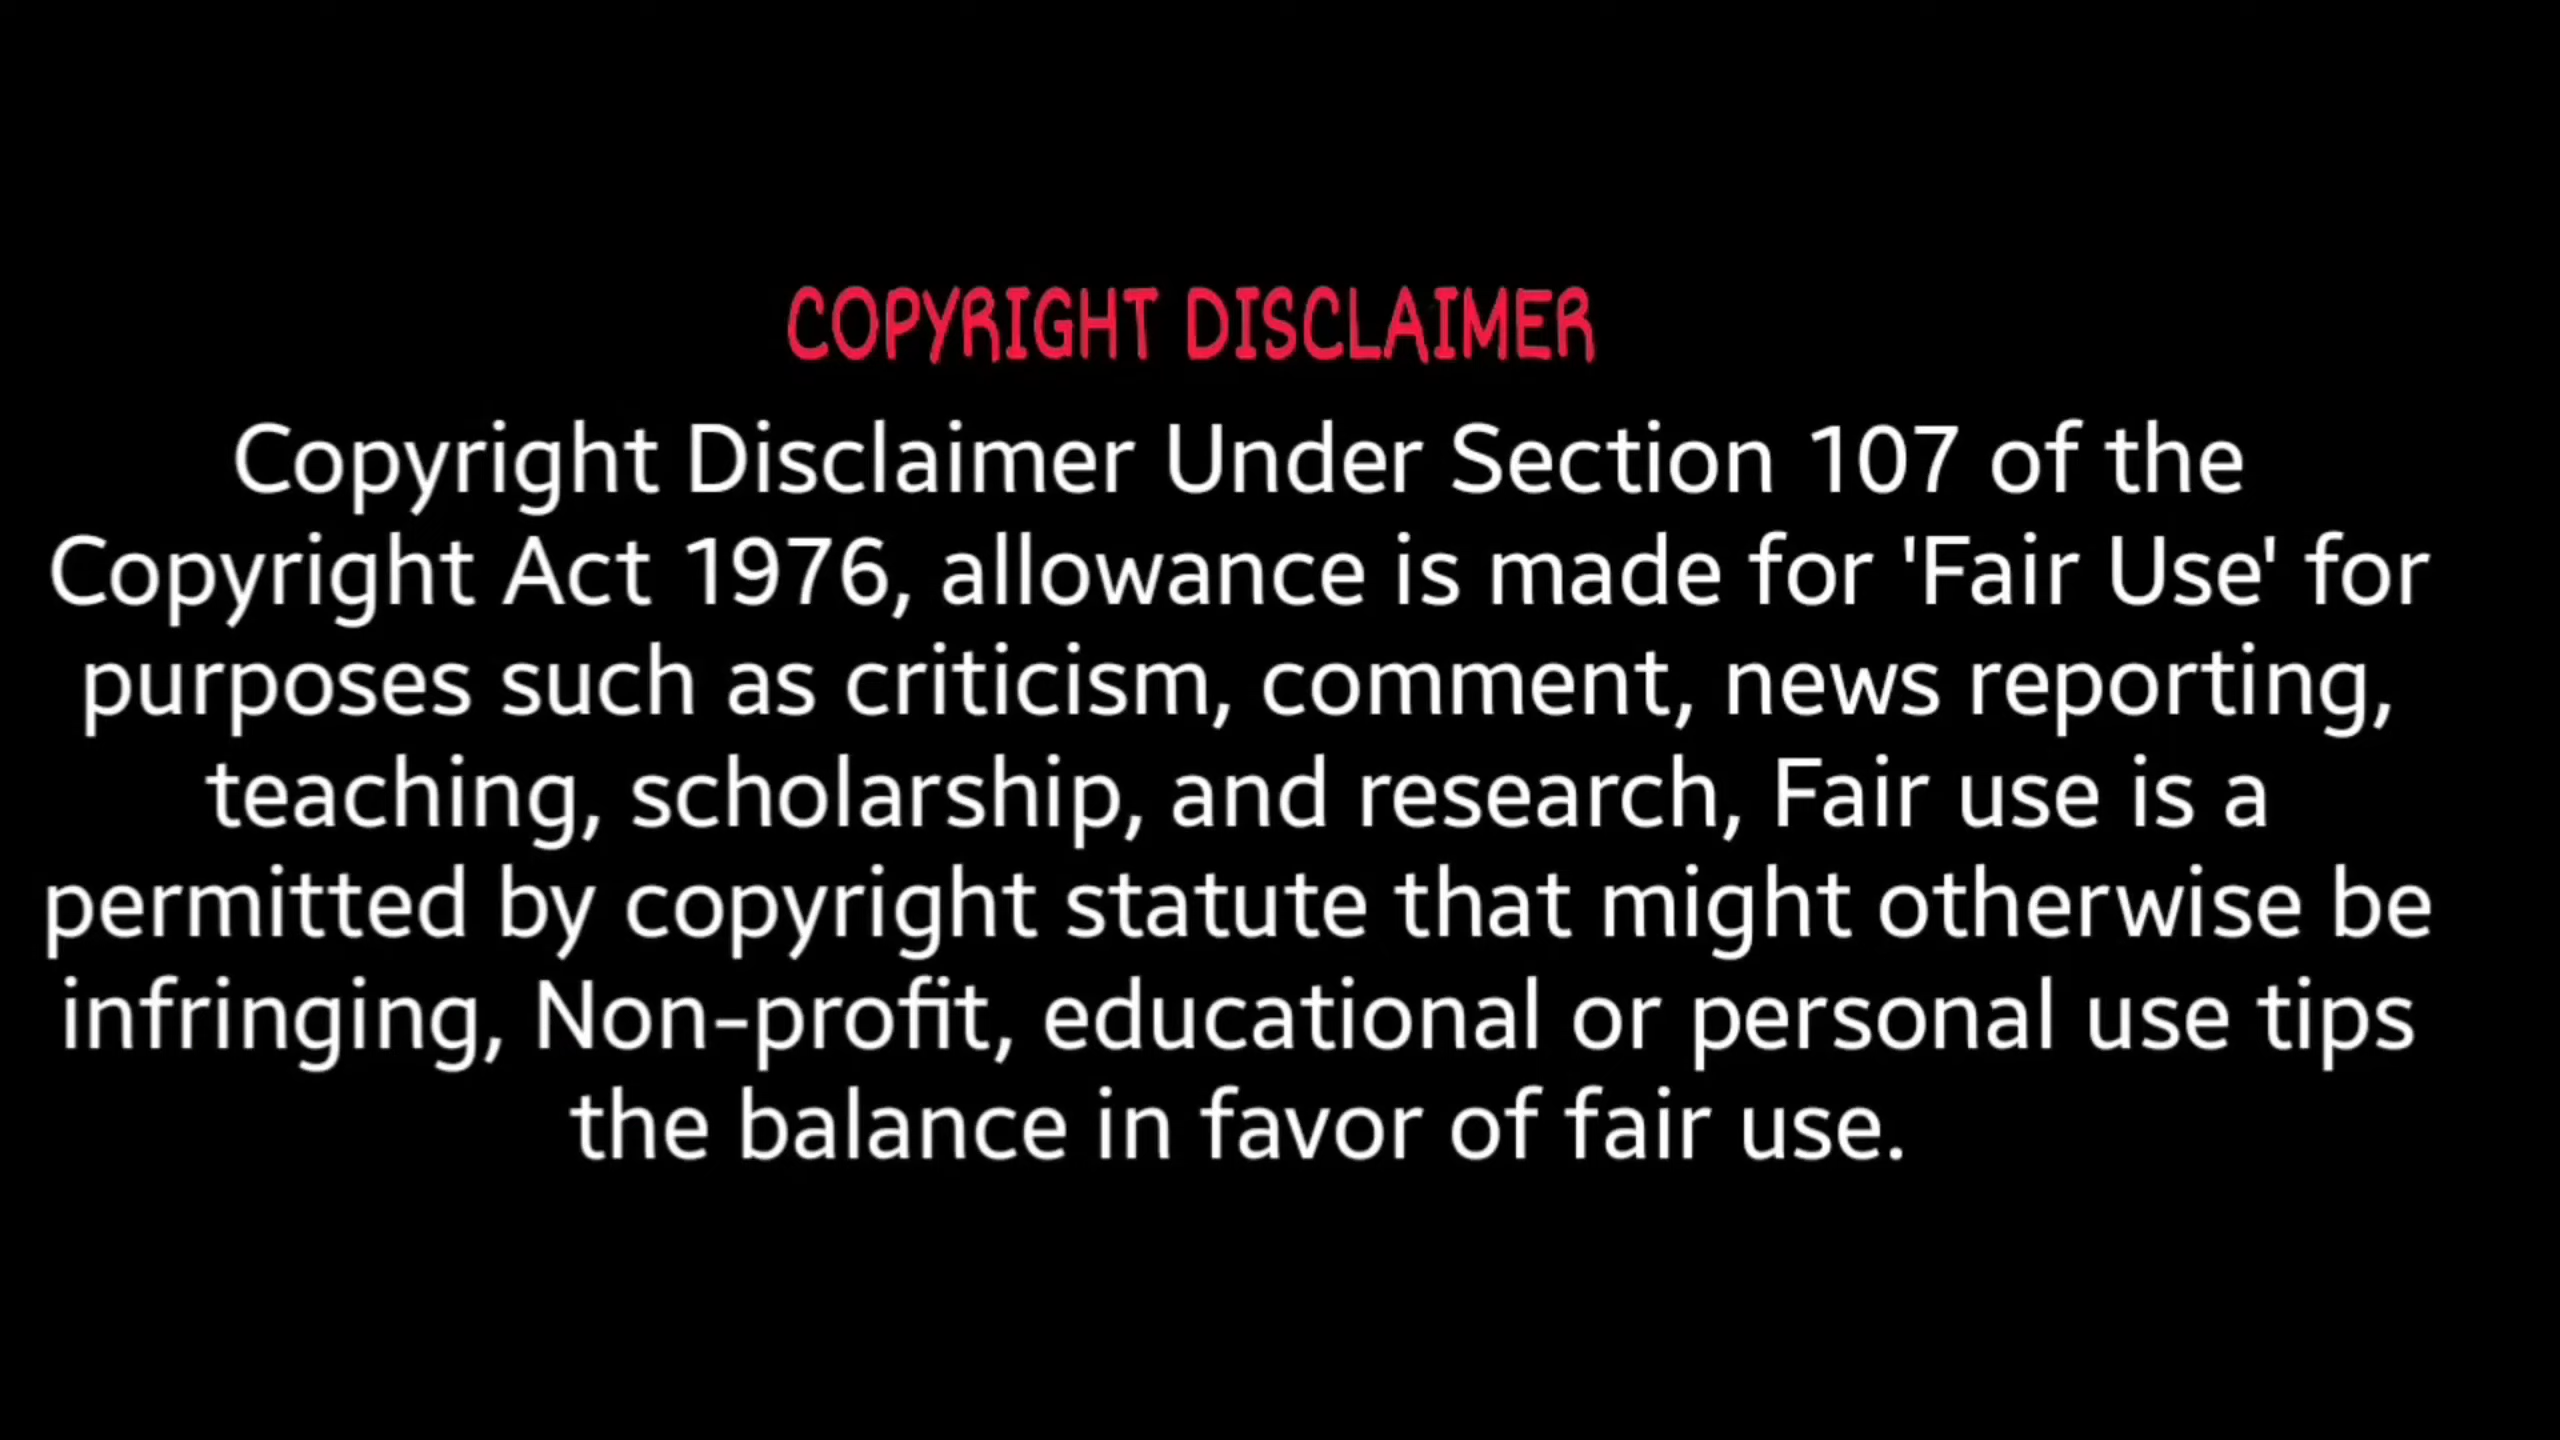 COPYRIGHT DISCLAIMER
Copyright Disclaimer Under Section 107 of the
Copyright Act 1976, allowance is made for 'Fair Use' for
purposes such as criticism, comment, news reporting,
teaching, scholarship, and research, Fair use is a
permitted by copyright statute that might otherwise be
infringing, Non-profit, educational or personal use tips
the balance in favor of fair use.